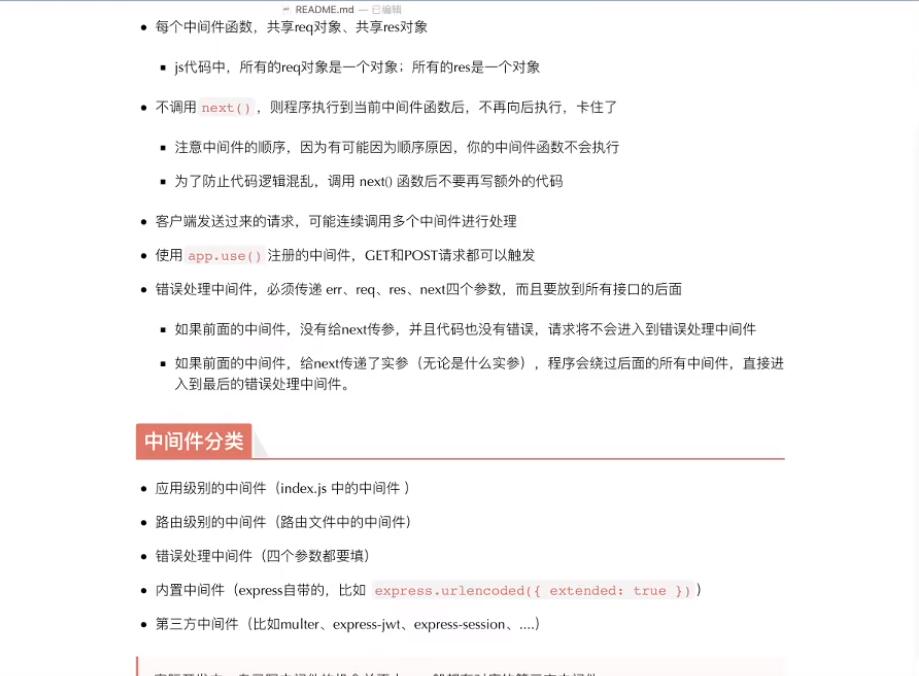 README.md — 已编辑
每个中间件函数，共享req对象、共享res对象
js代码中，所有的req对象是一个对象；所有的res是一个对象
不调用 next() ，则程序执行到当前中间件函数后，不再向后执行，卡住了
注意中间件的顺序，因为有可能因为顺序原因，你的中间件函数不会执行
为了防止代码逻辑混乱，调用 next() 函数后不要再写额外的代码
客户端发送过来的请求，可能连续调用多个中间件进行处理
使用 app.use() 注册的中间件，GET和POST请求都可以触发
错误处理中间件，必须传递 err、req、res、next四个参数，而且要放到所有接口的后面
如果前面的中间件，没有给next传参，并且代码也没有错误，请求将不会进入到错误处理中间件
如果前面的中间件，给next传递了实参（无论是什么实参），程序会绕过后面的所有中间件，直接进
入到最后的错误处理中间件。
中间件分类
应用级别的中间件（index.js 中的中间件 ）
路由级别的中间件（路由文件中的中间件）
错误处理中间件（四个参数都要填）
内置中间件（express自带的，比如 express.urlencoded({ extended: true }) ）
第三方中间件（比如multer、express-jwt、express-session、....）